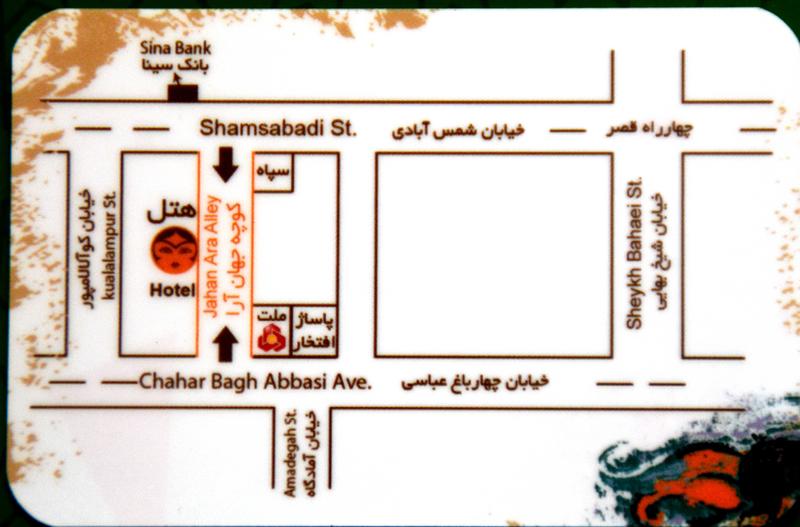 Sina Bank
بانک سینا
Shamsabadi St.
خیابان شمس آبادی
چهارراه قصر
سپاه
خیابان کوآلالامپور
kualalampur St.
هتل
Hotel
Jahan Ara Alley
کوچه جهان آرا
ملت
پاساژ
افتخار
Sheykh Bahaei St.
خیابان شیخ بهایی
Chahar Bagh Abbasi Ave.
خیابان چهارباغ عباسی
Amadegah St.
خیابان آمادگاه